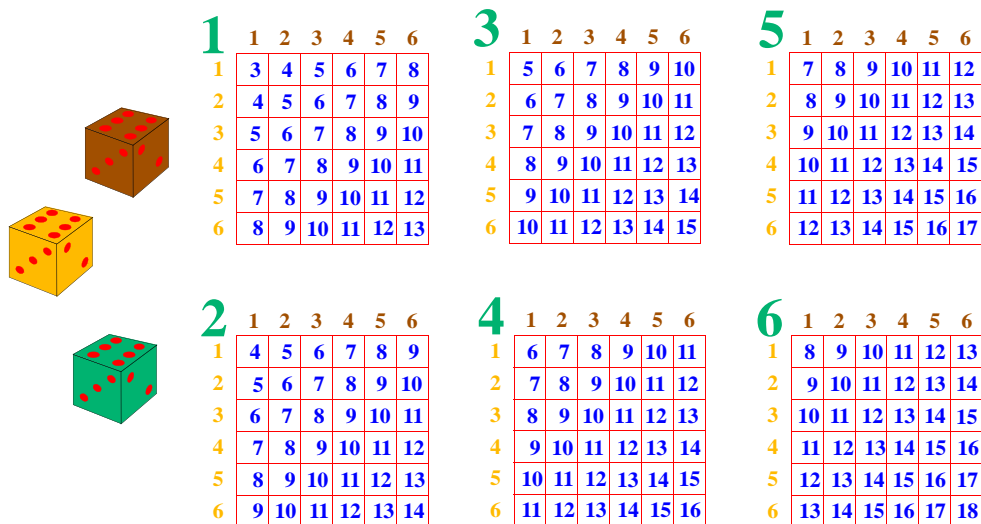 1 1 2 3 4 5 6
1 3 4 5 6 7 8
2 4 5 6 7 8 9
3 5 6 7 8 9 10
4 6 7 8 9 10 11
5 7 8 9 10 11 12
6 8 9 10 11 12 13
3 1 2 3 4 5 6
1 5 6 7 8 9 10
2 6 7 8 9 10 11
3 7 8 9 10 11 12
4 8 9 10 11 12 13
5 9 10 11 12 13 14
6 10 11 12 13 14 15
5 1 2 3 4 5 6
1 7 8 9 10 11 12
2 8 9 10 11 12 13
3 9 10 11 12 13 14
4 10 11 12 13 14 15
5 11 12 13 14 15 16
6 12 13 14 15 16 17
2 1 2 3 4 5 6
1 4 5 6 7 8 9
2 5 6 7 8 9 10
3 6 7 8 9 10 11
4 7 8 9 10 11 12
5 8 9 10 11 12 13
6 9 10 11 12 13 14
4 1 2 3 4 5 6
1 6 7 8 9 10 11
2 7 8 9 10 11 12
3 8 9 10 11 12 13
4 9 10 11 12 13 14
5 10 11 12 13 14 15
6 11 12 13 14 15 16
6 1 2 3 4 5 6
1 8 9 10 11 12 13
2 9 10 11 12 13 14
3 10 11 12 13 14 15
4 11 12 13 14 15 16
5 12 13 14 15 16 17
6 13 14 15 16 17 18